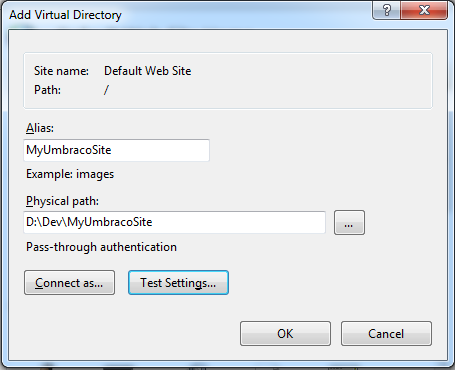 Add Virtual Directory
Site name: Default Web Site
Path: /
Alias:
MyUmbracoSite
Example: images
Physical path:
D:\Dev\MyUmbracoSite
...
Pass-through authentication
Connect as... Test Settings...
OK Cancel